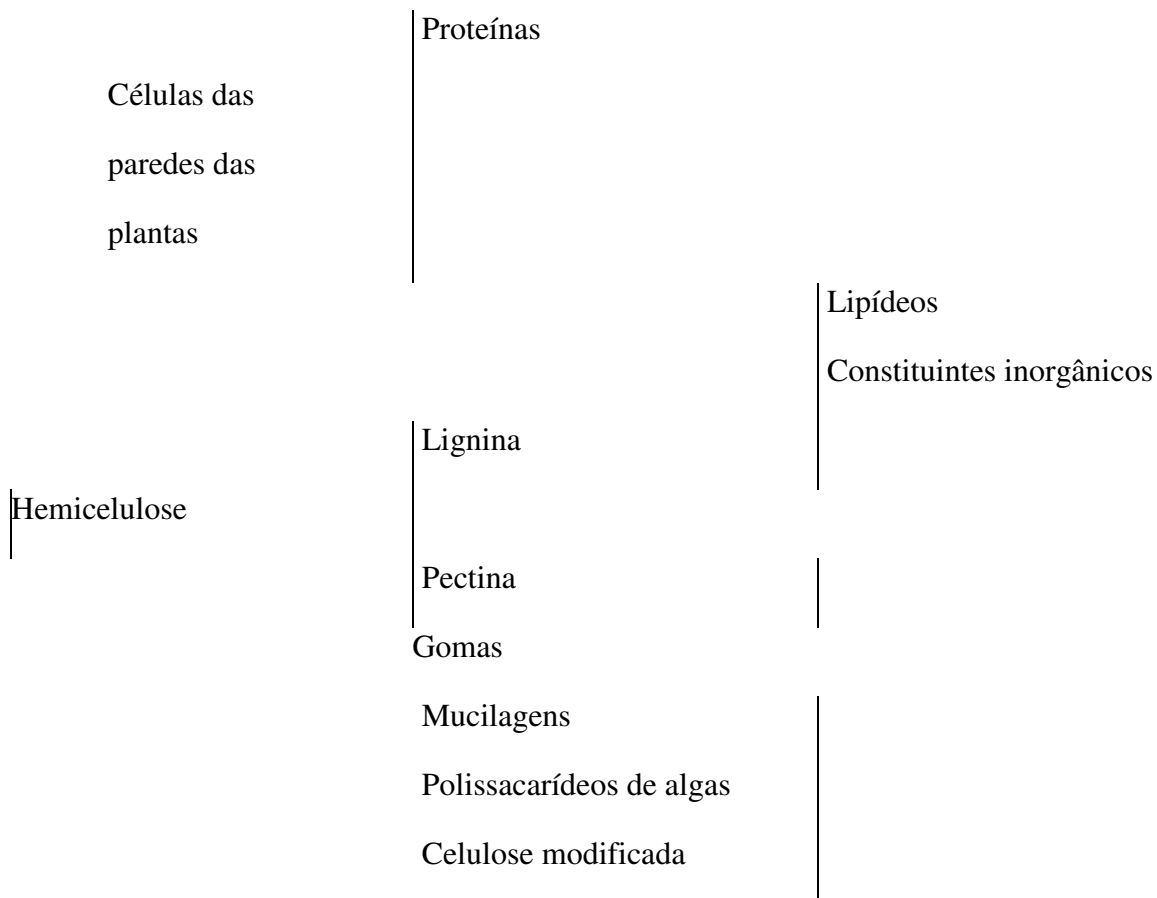 Proteínas
Células das
paredes das
plantas
Lipídeos
Constituintes inorgânicos
Lignina
Hemicelulose
Pectina
Gomas
Mucilagens
Polissacarídeos de algas
Celulose modificada